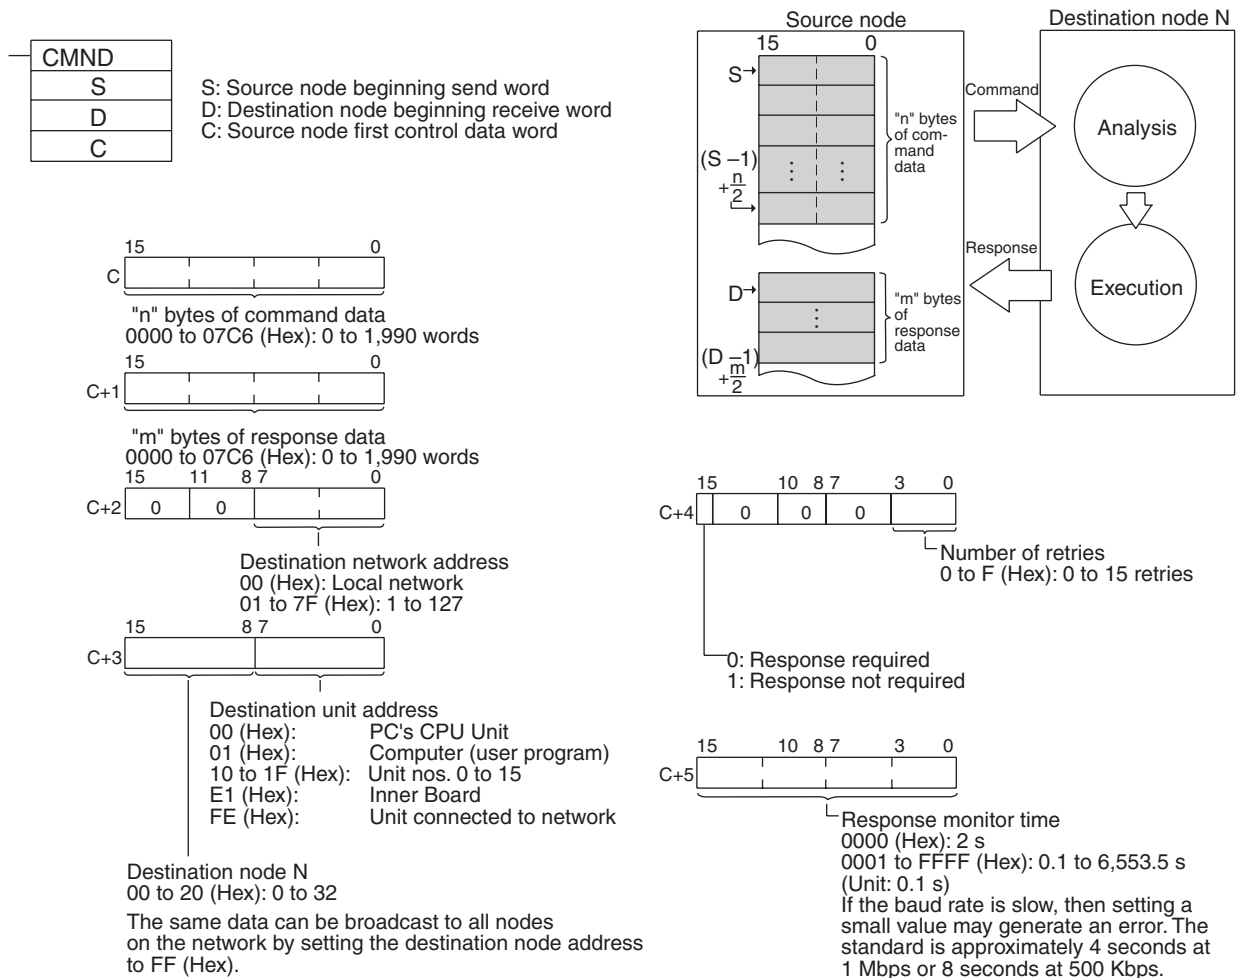 CMND
S
D
C
S: Source node beginning send word
D: Destination node beginning receive word
C: Source node first control data word
Source node
Destination node N
15 0
S
(S –1)
+n/2
"n" bytes
of com-
mand
data
Command
Analysis
Response
Execution
D
(D –1)
+m/2
"m" bytes
of
response
data
15 0
C
"n" bytes of command data
0000 to 07C6 (Hex): 0 to 1,990 words
15 0
C+1
"m" bytes of response data
0000 to 07C6 (Hex): 0 to 1,990 words
15 11 8 7 0
C+2 0 0
Destination network address
00 (Hex): Local network
01 to 7F (Hex): 1 to 127
15 8 7 0
C+3
Destination unit address
00 (Hex): PC's CPU Unit
01 (Hex): Computer (user program)
10 to 1F (Hex): Unit nos. 0 to 15
E1 (Hex): Inner Board
FE (Hex): Unit connected to network
Destination node N
00 to 20 (Hex): 0 to 32
The same data can be broadcast to all nodes
on the network by setting the destination node address
to FF (Hex).
15 10 8 7 3 0
C+4 0 0 0
Number of retries
0 to F (Hex): 0 to 15 retries
0: Response required
1: Response not required
15 10 8 7 3 0
C+5
Response monitor time
0000 (Hex): 2 s
0001 to FFFF (Hex): 0.1 to 6,553.5 s
(Unit: 0.1 s)
If the baud rate is slow, then setting a
small value may generate an error. The
standard is approximately 4 seconds at
1 Mbps or 8 seconds at 500 Kbps.